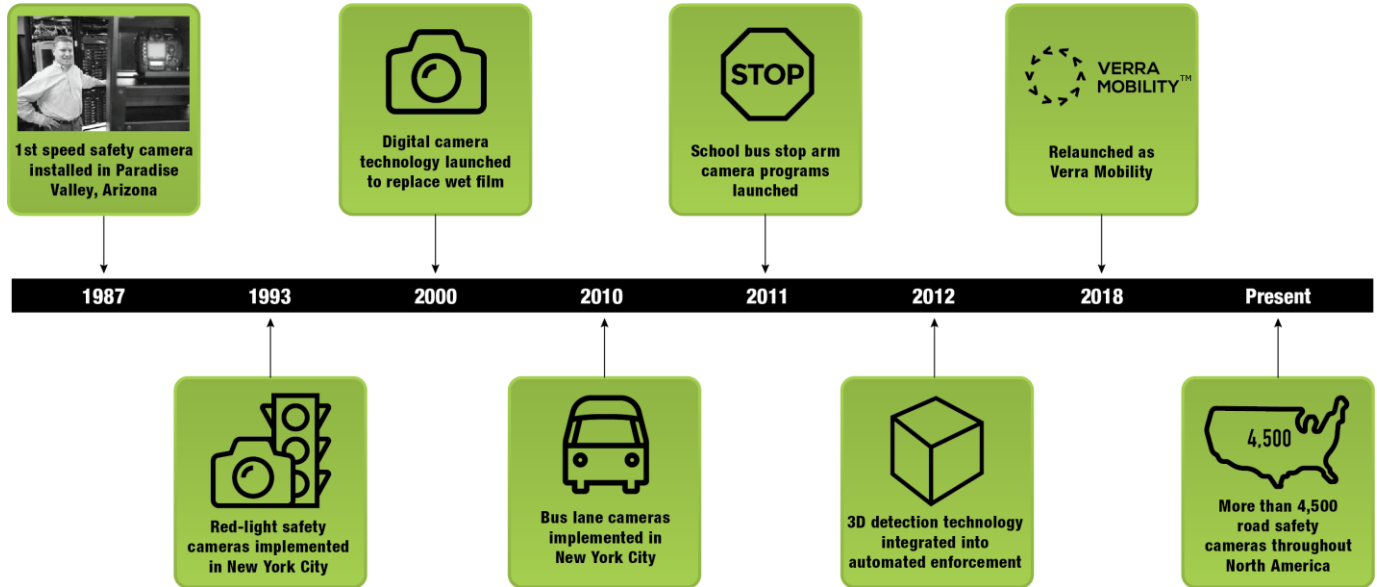 1st speed safety camera
installed in Paradise
Valley, Arizona
Digital camera
technology launched
to replace wet film
STOP
School bus stop arm
camera programs
launched
VERRA
MOBILITY™
Relaunched as
Verra Mobility
1987
1993
2000
2010
2011
2012
2018
Present
Red-light safety
cameras implemented
in New York City
Bus lane cameras
implemented in
New York City
3D detection technology
integrated into
automated enforcement
4,500
More than 4,500
road safety
cameras throughout
North America